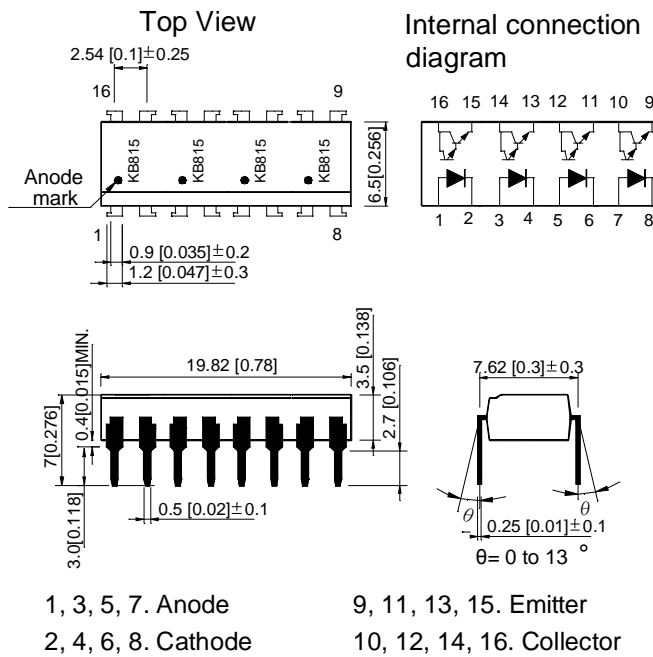 Top View
Internal connection
diagram
2.54 [0.1]±0.25
16
9
KB815
KB815
KB815
KB815
Anode
mark
6.5[0.256]
1
8
0.9 [0.035]±0.2
1.2 [0.047]±0.3
16 15 14 13 12 11 10 9
1 2 3 4 5 6 7 8
19.82 [0.78]
0.4[0.015]MIN.
7[0.276]
3.0[0.118]
0.5 [0.02]±0.1
3.5 [0.138]
2.7 [0.106]
7.62 [0.3]±0.3
θ
θ
0.25 [0.01]±0.1
θ= 0 to 13 °
1, 3, 5, 7. Anode
9, 11, 13, 15. Emitter
2, 4, 6, 8. Cathode
10, 12, 14, 16. Collector